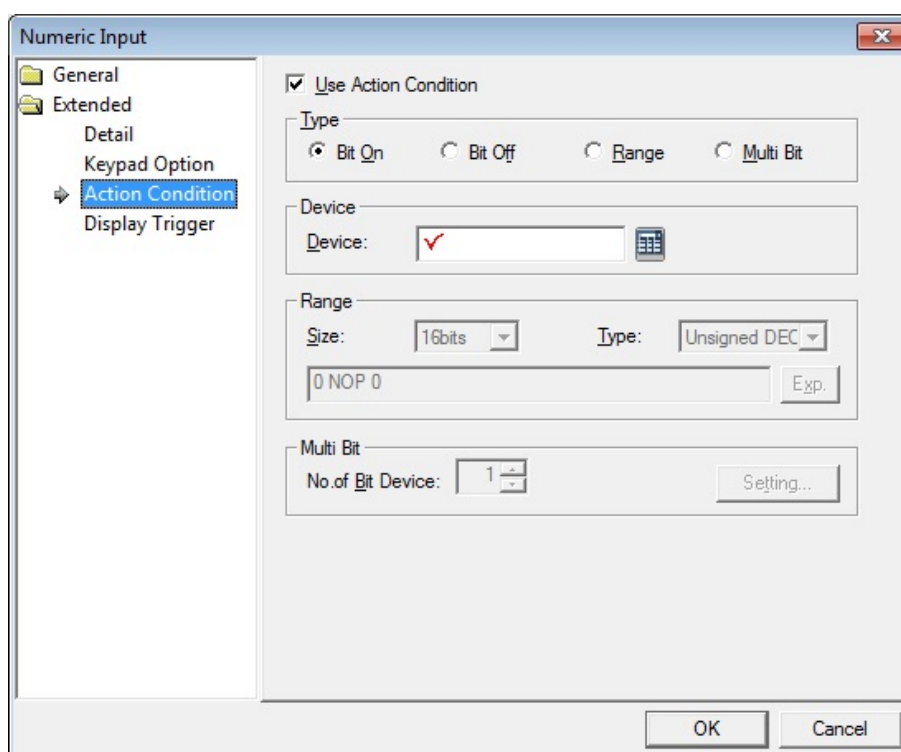 Numeric Input
General
Extended
Detail
Keypad Option
Action Condition
Display Trigger
Use Action Condition
Type
Bit On
Bit Off
Range
Multi Bit
Device
Device:
Range
Size:
16bits
Type:
Unsigned DEC
0 NOP 0
Exp.
Multi Bit
No.of Bit Device:
1
Setting...
OK
Cancel